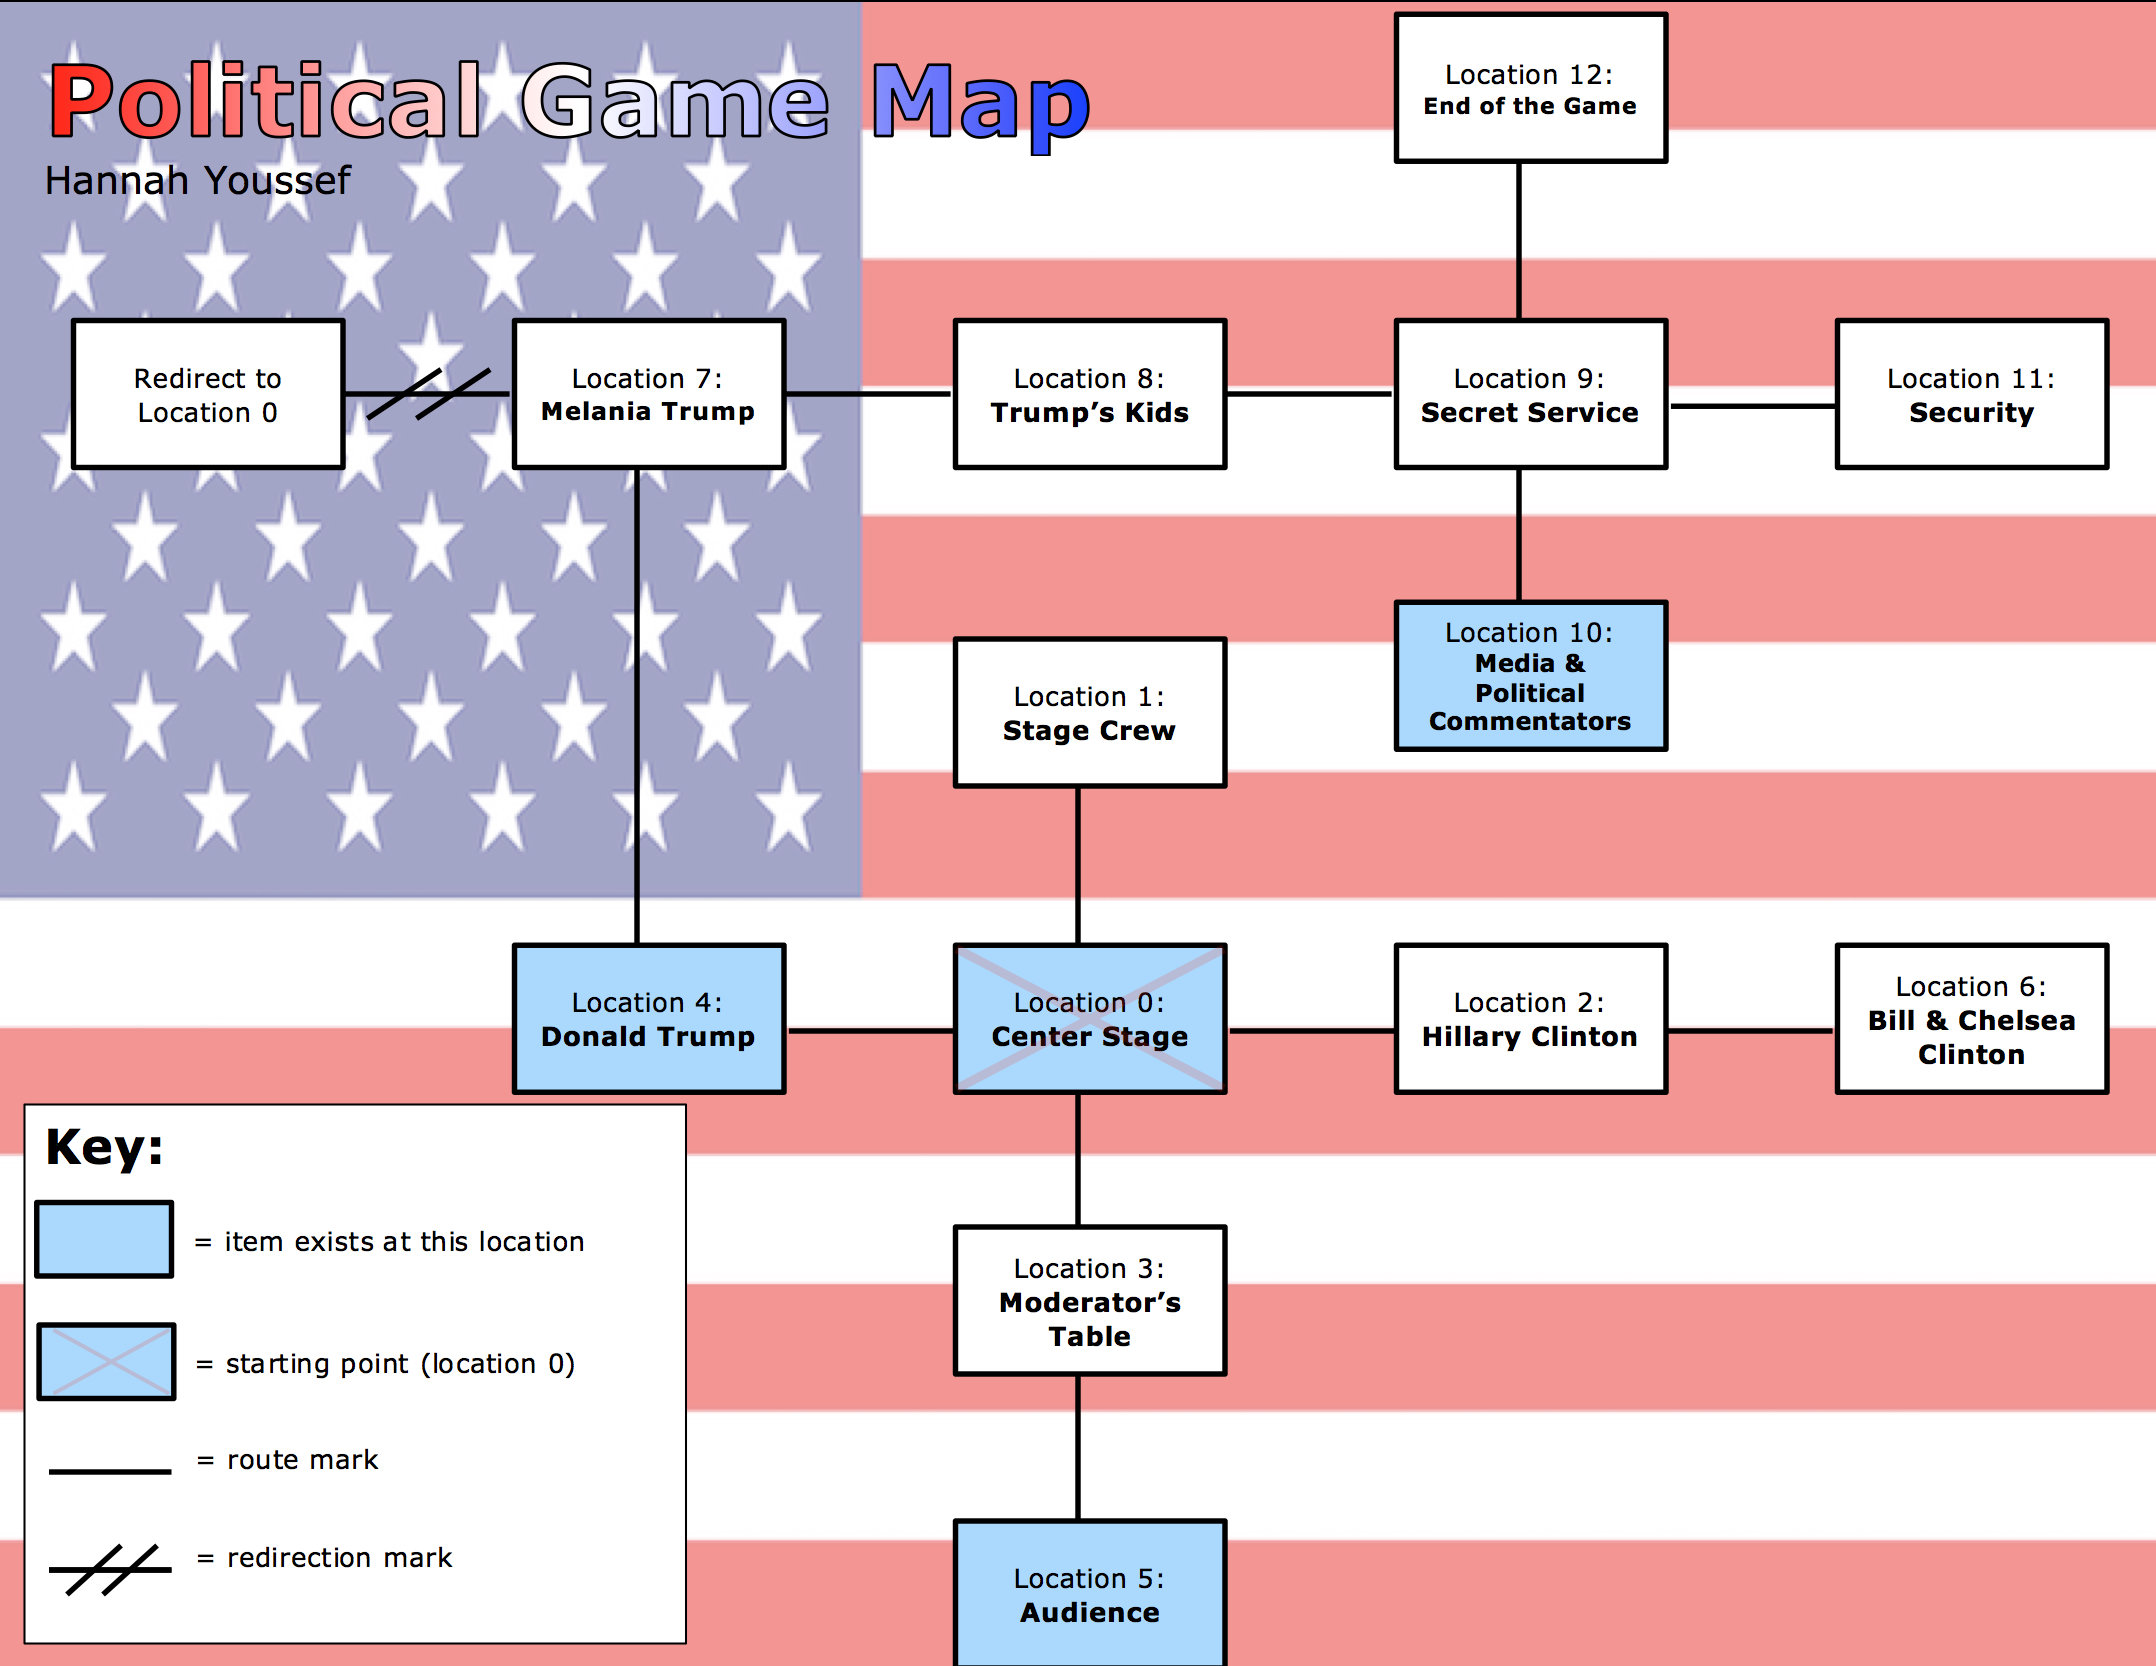 Political Game Map
Hannah Youssef
Location 12:
End of the Game
Redirect to
Location 0
Location 7:
Melania Trump
Location 8:
Trump’s Kids
Location 9:
Secret Service
Location 11:
Security
Location 10:
Media &
Political
Commentators
Location 1:
Stage Crew
Location 4:
Donald Trump
Location 0:
Center Stage
Location 2:
Hillary Clinton
Location 6:
Bill & Chelsea
Clinton
Key:
= item exists at this location
= starting point (location 0)
= route mark
= redirection mark
Location 3:
Moderator’s
Table
Location 5:
Audience